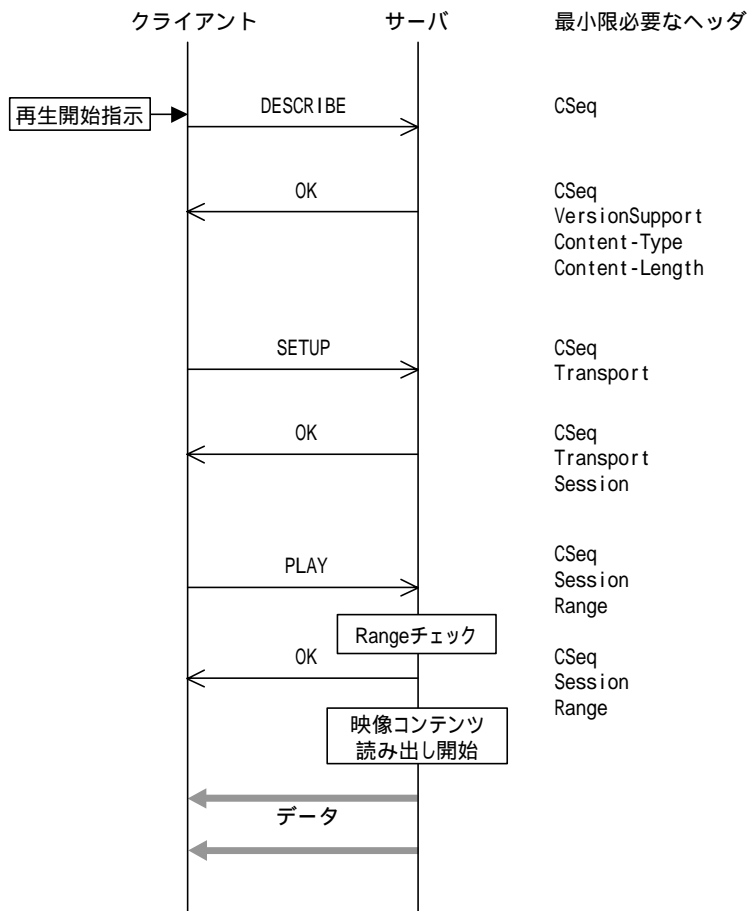 クライアント
サーバ
最小限必要なヘッダ
再生開始指示
DESCRIBE
CSeq
OK
CSeq
VersionSupport
Content-Type
Content-Length
SETUP
CSeq
Transport
OK
CSeq
Transport
Session
PLAY
CSeq
Session
Range
Rangeチェック
OK
CSeq
Session
Range
映像コンテンツ
読み出し開始
データ